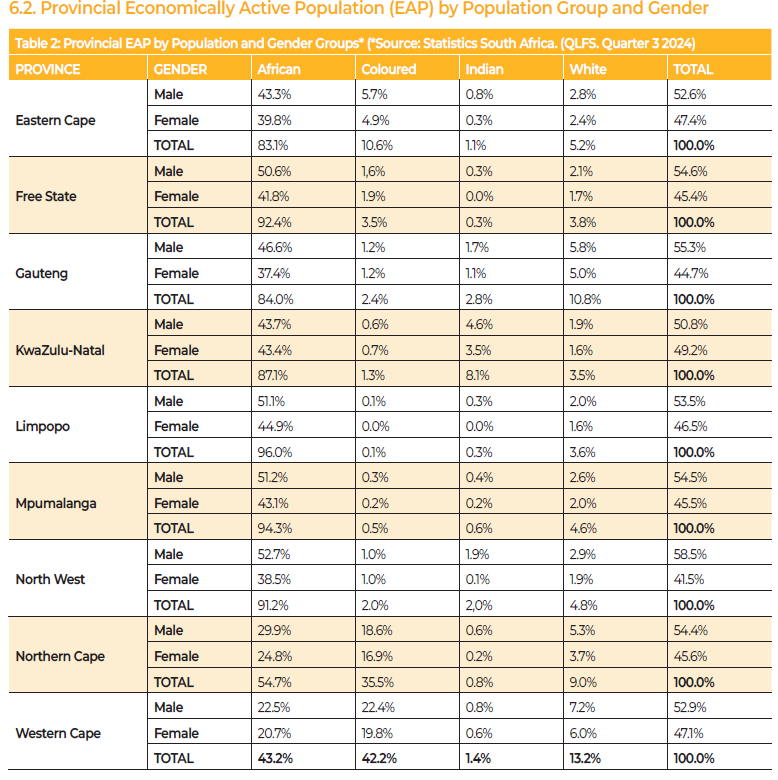 6.2. Provincial Economically Active Population (EAP) by Population Group and Gender
Table 2: Provincial EAP by Population and Gender Groups* (*Source: Statistics South Africa. (QLFS. Quarter 3 2024)
PROVINCE GENDER African Coloured Indian White TOTAL
Male 43.3% 5.7% 0.8% 2.8% 52.6%
Eastern Cape Female 39.8% 4.9% 0.3% 2.4% 47.4%
TOTAL 83.1% 10.6% 1.1% 5.2% 100.0%
Male 50.6% 1,6% 0.3% 2.1% 54.6%
Free State Female 41.8% 1.9% 0.0% 1.7% 45.4%
TOTAL 92.4% 3.5% 0.3% 3.8% 100.0%
Male 46.6% 1.2% 1.7% 5.8% 55.3%
Gauteng Female 37.4% 1.2% 1.1% 5.0% 44.7%
TOTAL 84.0% 2.4% 2.8% 10.8% 100.0%
Male 43.7% 0.6% 4.6% 1.9% 50.8%
KwaZulu-Natal Female 43.4% 0.7% 3.5% 1.6% 49.2%
TOTAL 87.1% 1.3% 8.1% 3.5% 100.0%
Male 51.1% 0.1% 0.3% 2.0% 53.5%
Limpopo Female 44.9% 0.0% 0.0% 1.6% 46.5%
TOTAL 96.0% 0.1% 0.3% 3.6% 100.0%
Male 51.2% 0.3% 0.4% 2.6% 54.5%
Mpumalanga Female 43.1% 0.2% 0.2% 2.0% 45.5%
TOTAL 94.3% 0.5% 0.6% 4.6% 100.0%
Male 52.7% 1.0% 1.9% 2.9% 58.5%
North West Female 38.5% 1.0% 0.1% 1.9% 41.5%
TOTAL 91.2% 2.0% 2,0% 4.8% 100.0%
Male 29.9% 18.6% 0.6% 5.3% 54.4%
Northern Cape Female 24.8% 16.9% 0.2% 3.7% 45.6%
TOTAL 54.7% 35.5% 0.8% 9.0% 100.0%
Male 22.5% 22.4% 0.8% 7.2% 52.9%
Western Cape Female 20.7% 19.8% 0.6% 6.0% 47.1%
TOTAL 43.2% 42.2% 1.4% 13.2% 100.0%